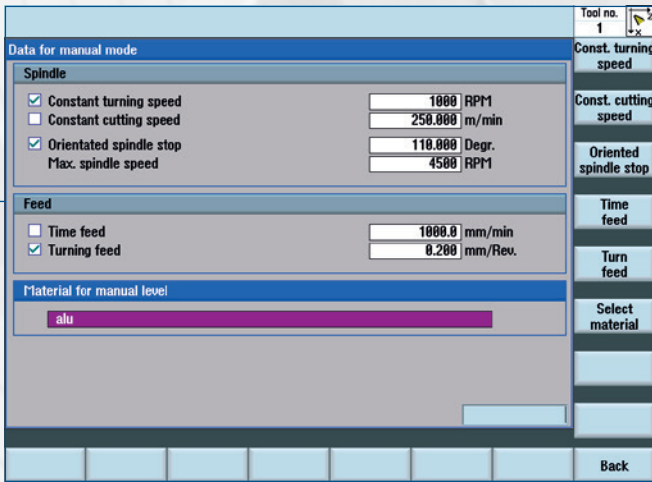 Tool no.
1
Z
X
Data for manual mode
Spindle
Constant turning speed 1000 RPM
Constant cutting speed 250.000 m/min
Orientated spindle stop 110.000 Degr.
Max. spindle speed 4500 RPM
Feed
Time feed 1000.0 mm/min
Turning feed 0.200 mm/Rev.
Material for manual level
alu
Const. turning
speed
Const. cutting
speed
Oriented
spindle stop
Time
feed
Turn
feed
Select
material
Back